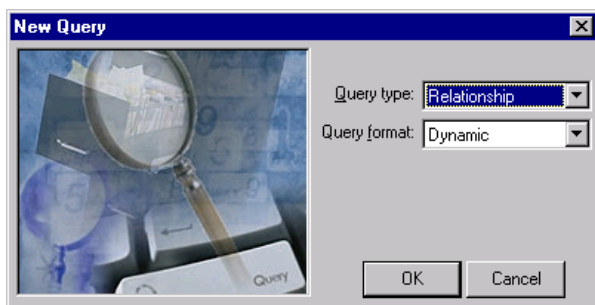 New Query
Query type: Relationship
Query format: Dynamic
Query
OK Cancel